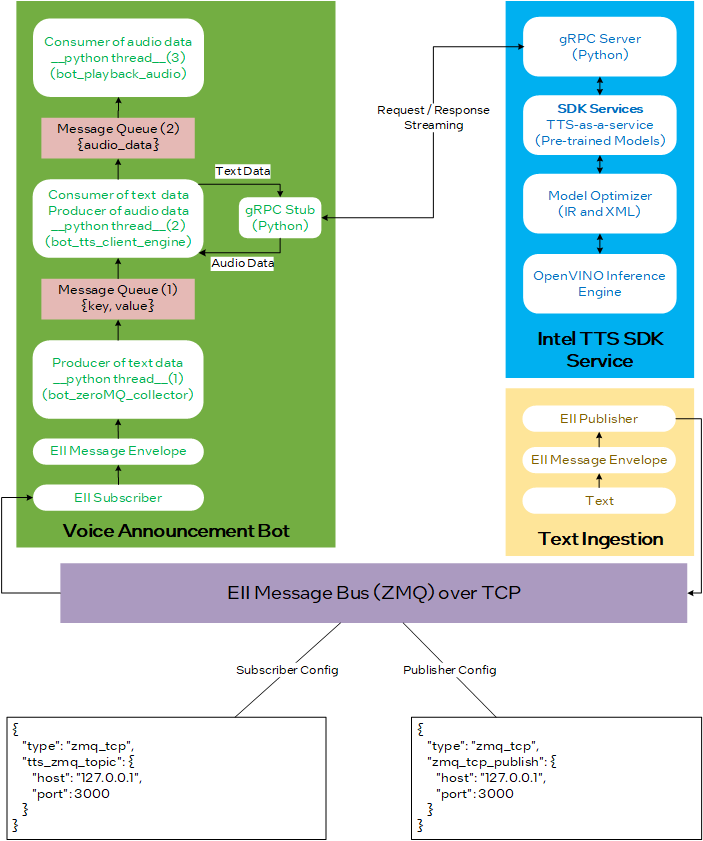 Consumer of audio data
__python thread__(3)
(bot_playback_audio)
Message Queue (2)
{audio_data}
Text Data
Consumer of text data
Producer of audio data
__python thread__(2)
(bot_tts_client_engine)
gRPC Stub
(Python)
Audio Data
Message Queue (1)
{key, value}
Producer of text data
__python thread__(1)
(bot_zeroMQ_collector)
EII Message Envelope
EII Subscriber
Voice Announcement Bot
Request / Response
Streaming
gRPC Server
(Python)
SDK Services
TTS-as-a-service
(Pre-trained Models)
Model Optimizer
(IR and XML)
OpenVINO Inference
Engine
Intel TTS SDK
Service
EII Publisher
EII Message Envelope
Text
Text Ingestion
EII Message Bus (ZMQ) over TCP
Subscriber Config
Publisher Config
{
"type": "zmq_tcp",
"tts_zmq_topic": {
"host": "127.0.0.1",
"port": 3000
}
}
{
"type": "zmq_tcp",
"zmq_tcp_publish": {
"host": "127.0.0.1",
"port": 3000
}
}